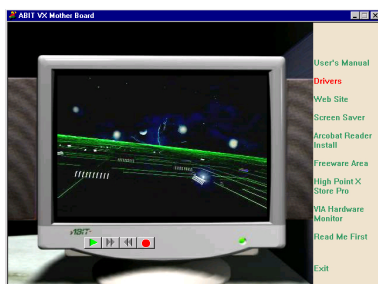 ABIT VX Mother Board
User's Manual
Drivers
Web Site
Screen Saver
Arcobat Reader
Install
Freeware Area
High Point X
Store Pro
VIA Hardware
Monitor
Read Me First
ABIT
Exit